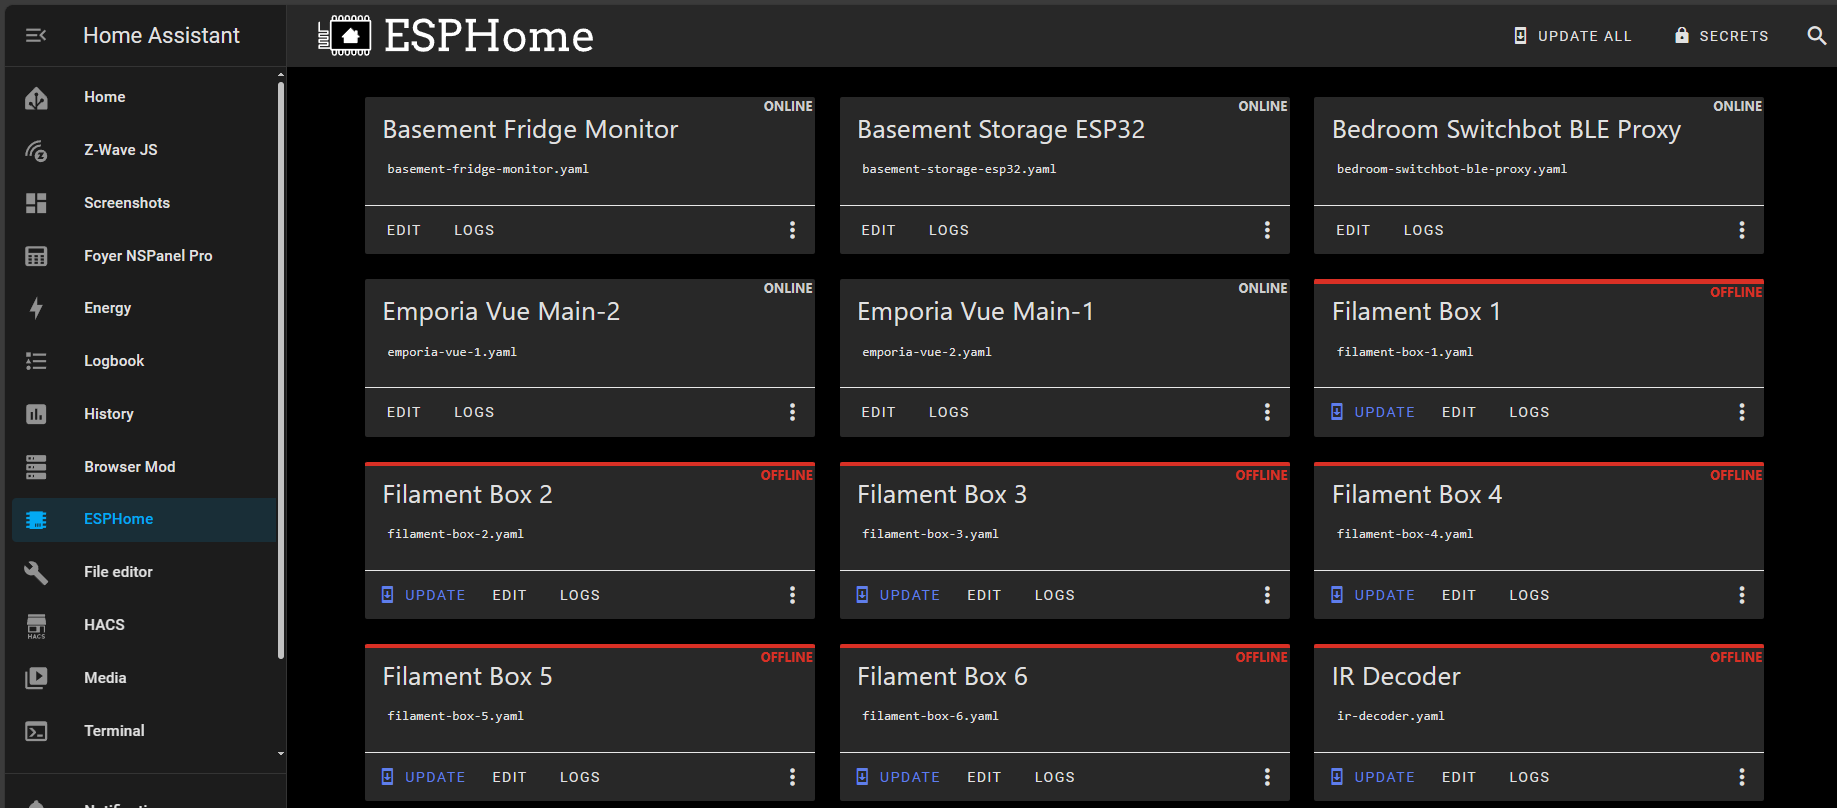 Home Assistant
Home
Z-Wave JS
Screenshots
Foyer NSPanel Pro
Energy
Logbook
History
Browser Mod
ESPHome
File editor
HACS
HACS
Media
Terminal
ESPHome
UPDATE ALL
SECRETS
ONLINE
Basement Fridge Monitor
basement-fridge-monitor.yaml
EDIT LOGS
ONLINE
Basement Storage ESP32
basement-storage-esp32.yaml
EDIT LOGS
ONLINE
Bedroom Switchbot BLE Proxy
bedroom-switchbot-ble-proxy.yaml
EDIT LOGS
ONLINE
Emporia Vue Main-2
emporia-vue-1.yaml
EDIT LOGS
ONLINE
Emporia Vue Main-1
emporia-vue-2.yaml
EDIT LOGS
OFFLINE
Filament Box 1
filament-box-1.yaml
UPDATE EDIT LOGS
OFFLINE
Filament Box 2
filament-box-2.yaml
UPDATE EDIT LOGS
OFFLINE
Filament Box 3
filament-box-3.yaml
UPDATE EDIT LOGS
OFFLINE
Filament Box 4
filament-box-4.yaml
UPDATE EDIT LOGS
OFFLINE
Filament Box 5
filament-box-5.yaml
UPDATE EDIT LOGS
OFFLINE
Filament Box 6
filament-box-6.yaml
UPDATE EDIT LOGS
OFFLINE
IR Decoder
ir-decoder.yaml
UPDATE EDIT LOGS